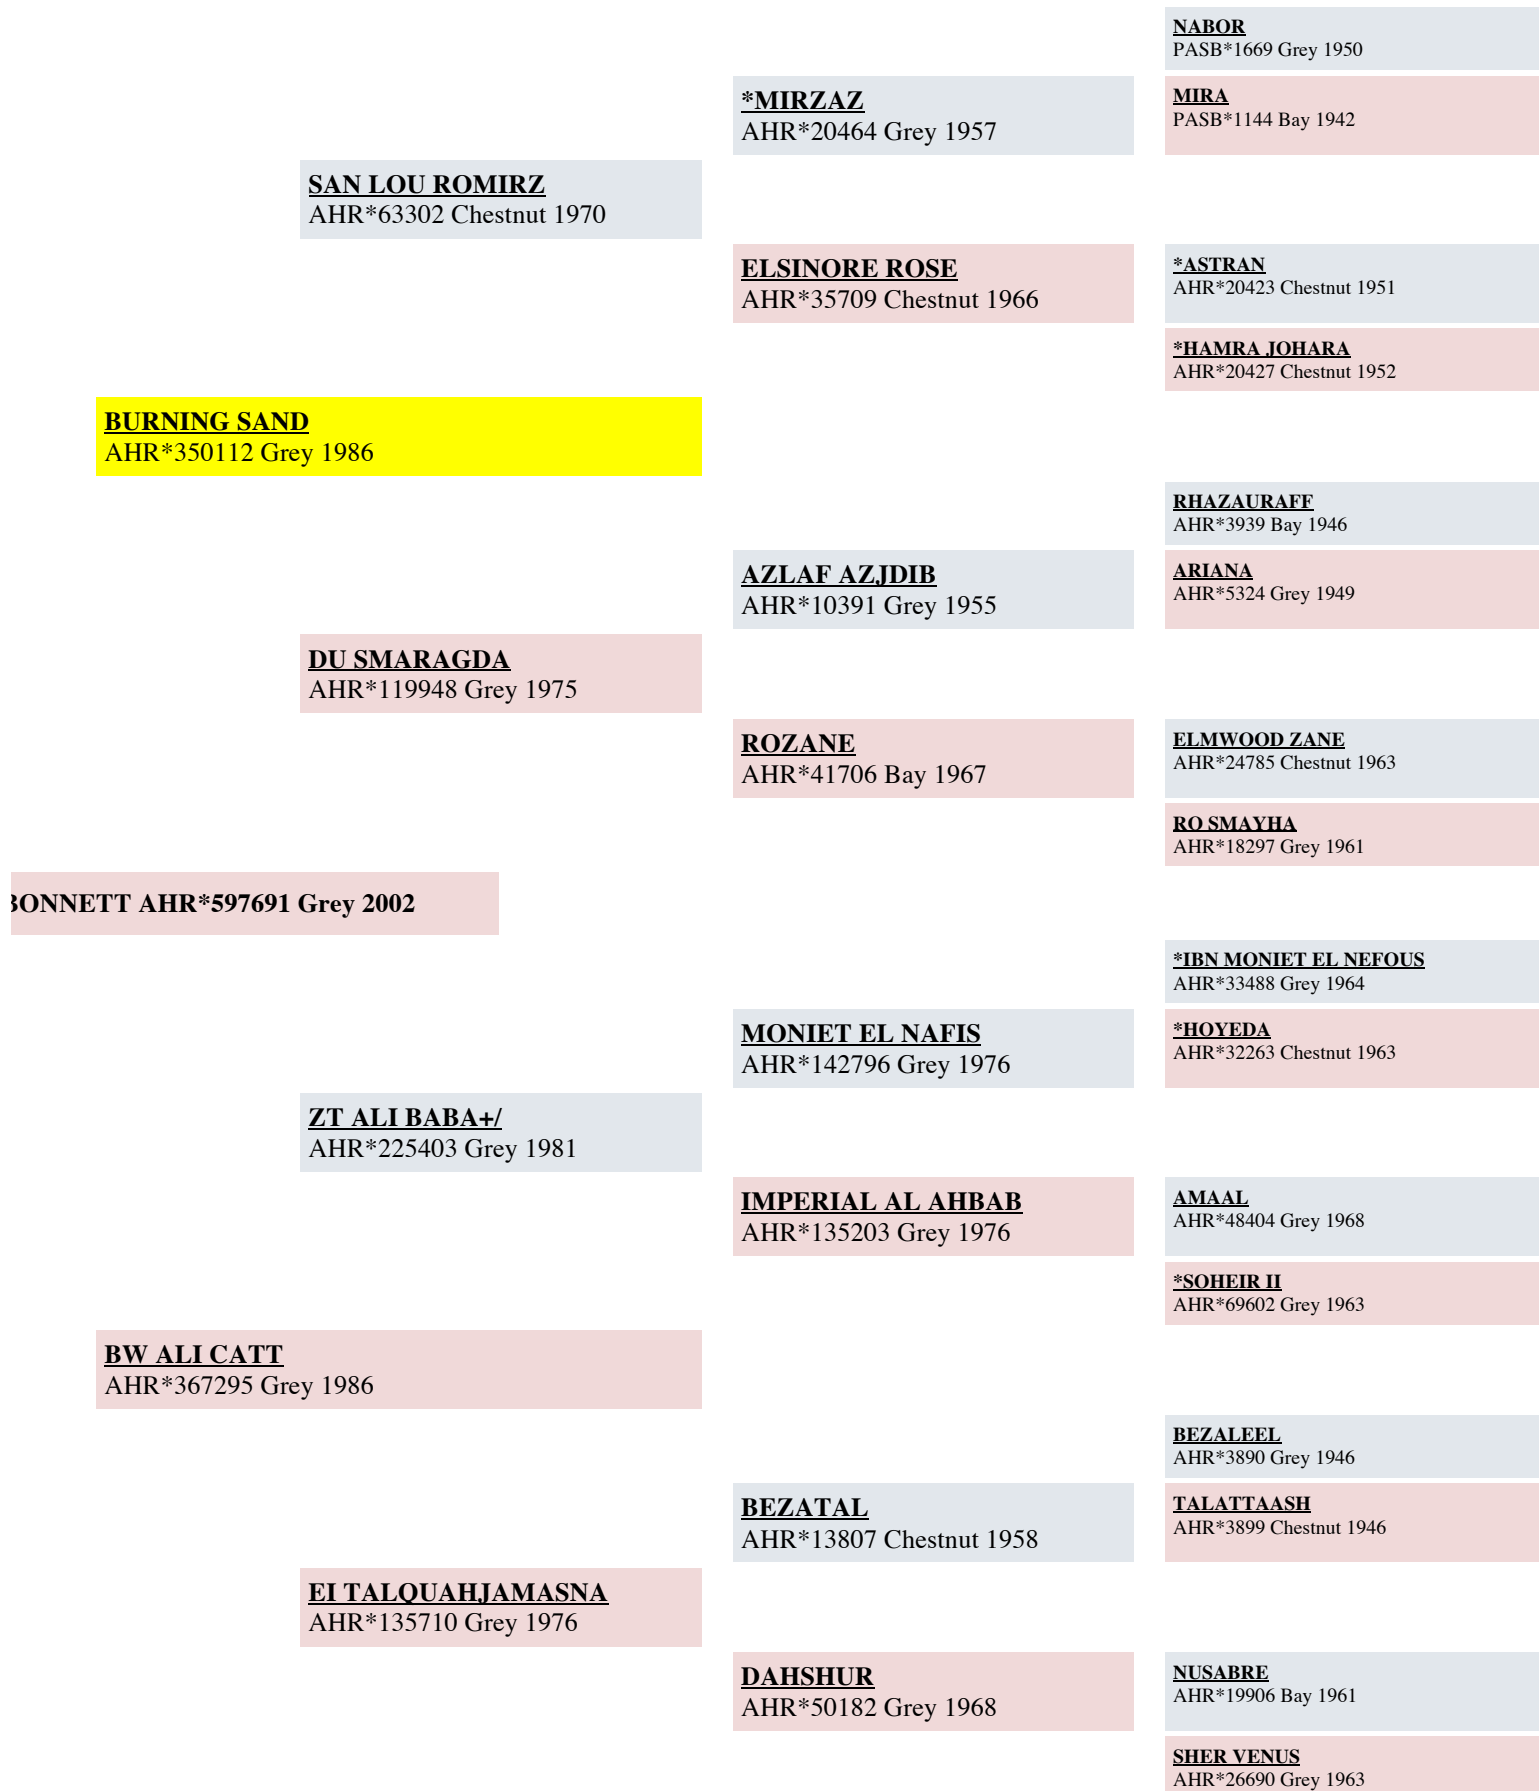 NABOR
PASB*1669 Grey 1950
*MIRZAZ
AHR*20464 Grey 1957
MIRA
PASB*1144 Bay 1942
SAN LOU ROMIRZ
AHR*63302 Chestnut 1970
ELSINORE ROSE
AHR*35709 Chestnut 1966
*ASTRAN
AHR*20423 Chestnut 1951
*HAMRA JOHARA
AHR*20427 Chestnut 1952
BURNING SAND
AHR*350112 Grey 1986
RHAZAURAFF
AHR*3939 Bay 1946
AZLAF AZJDIB
AHR*10391 Grey 1955
ARIANA
AHR*5324 Grey 1949
DU SMARAGDA
AHR*119948 Grey 1975
ROZANE
AHR*41706 Bay 1967
ELMWOOD ZANE
AHR*24785 Chestnut 1963
RO SMAYHA
AHR*18297 Grey 1961
BONNETT AHR*597691 Grey 2002
*IBN MONIET EL NEFOUS
AHR*33488 Grey 1964
MONIET EL NAFIS
AHR*142796 Grey 1976
*HOYEDA
AHR*32263 Chestnut 1963
ZT ALI BABA+/
AHR*225403 Grey 1981
IMPERIAL AL AHBAB
AHR*135203 Grey 1976
AMAAL
AHR*48404 Grey 1968
*SOHEIR II
AHR*69602 Grey 1963
BW ALI CATT
AHR*367295 Grey 1986
BEZALEEL
AHR*3890 Grey 1946
BEZATAL
AHR*13807 Chestnut 1958
TALATTAASH
AHR*3899 Chestnut 1946
EI TALQUAHJAMASNA
AHR*135710 Grey 1976
DAHSHUR
AHR*50182 Grey 1968
NUSABRE
AHR*19906 Bay 1961
SHER VENUS
AHR*26690 Grey 1963